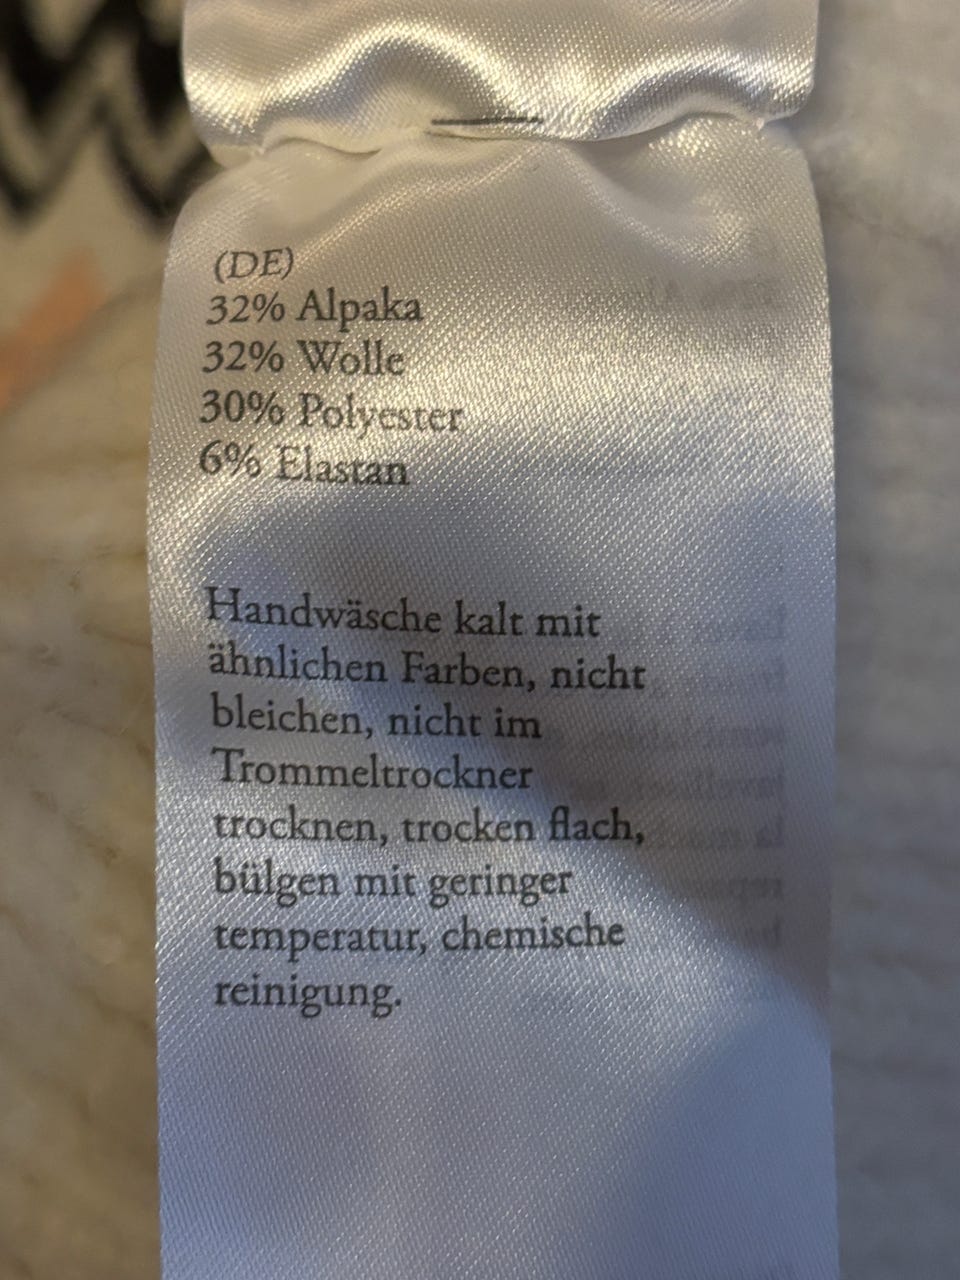 (DE)
32% Alpaka
32% Wolle
30% Polyester
6% Elastan
Handwäsche kalt mit
ähnlichen Farben, nicht
bleichen, nicht im
Trommeltrockner
trocknen, trocken flach,
bülgen mit geringer
temperatur, chemische
reinigung.